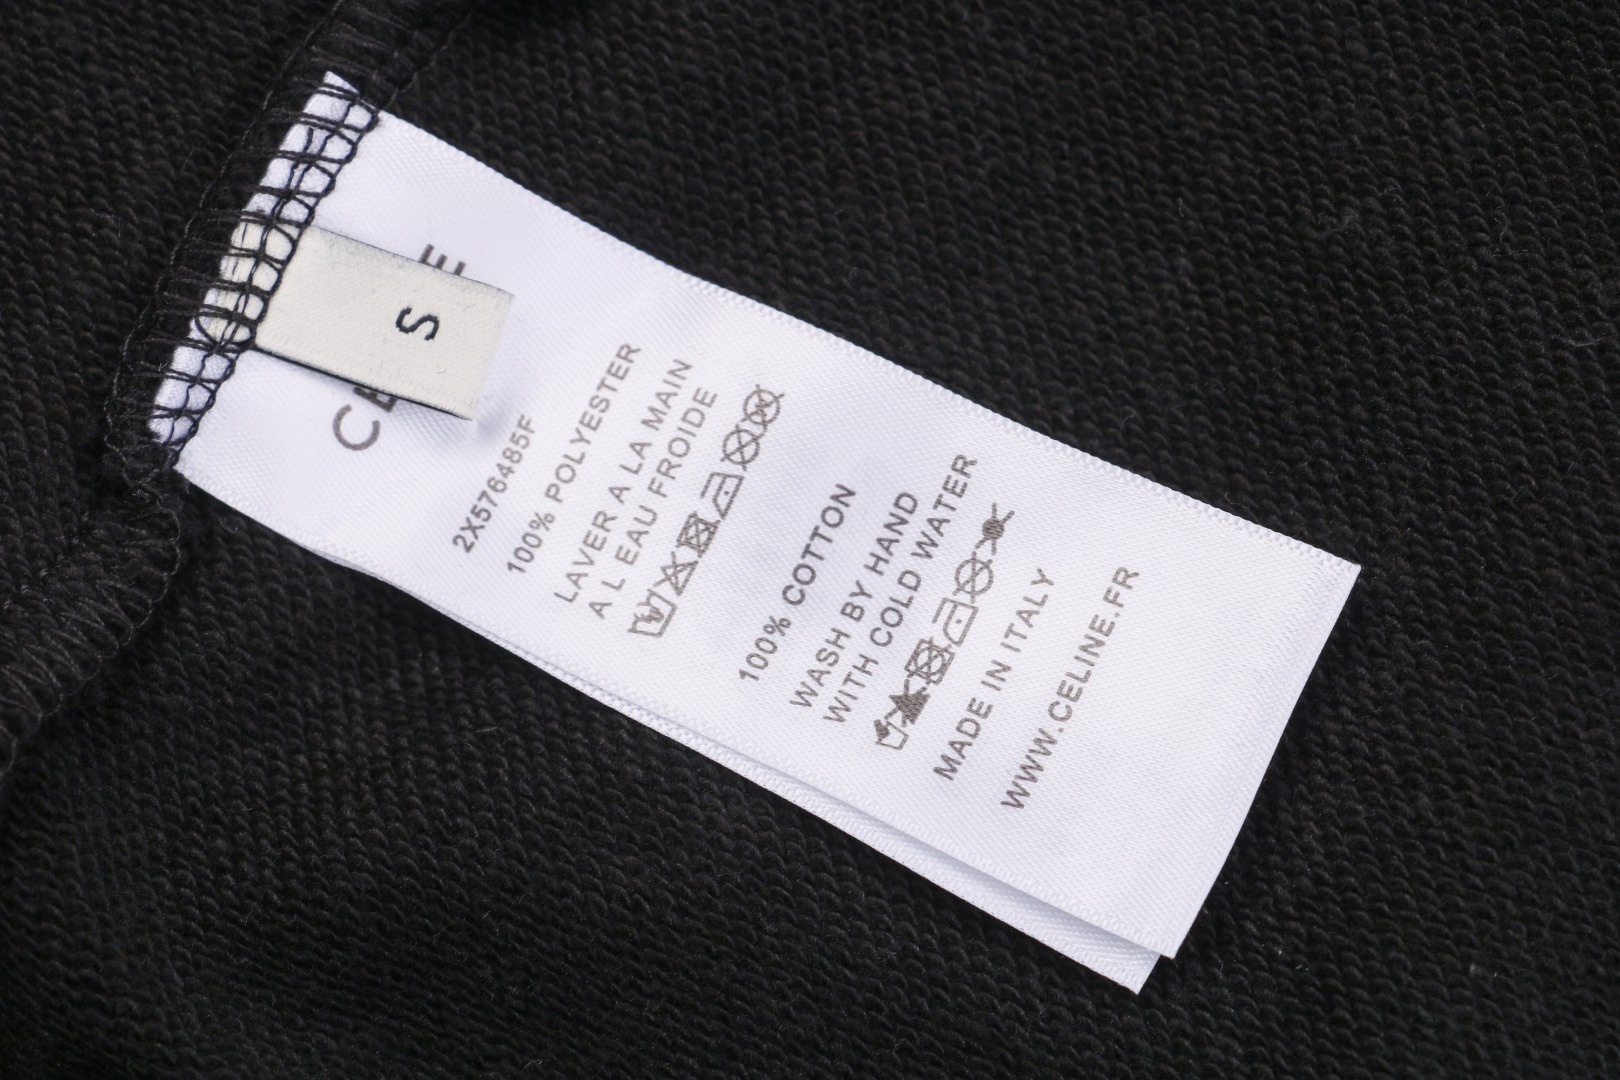 S
2X576485F
100% POLYESTER
LAVER A LA MAIN
A L EAU FROIDE
100% COTTON
WASH BY HAND
WITH COLD WATER
MADE IN ITALY
WWW.CELINE.FR